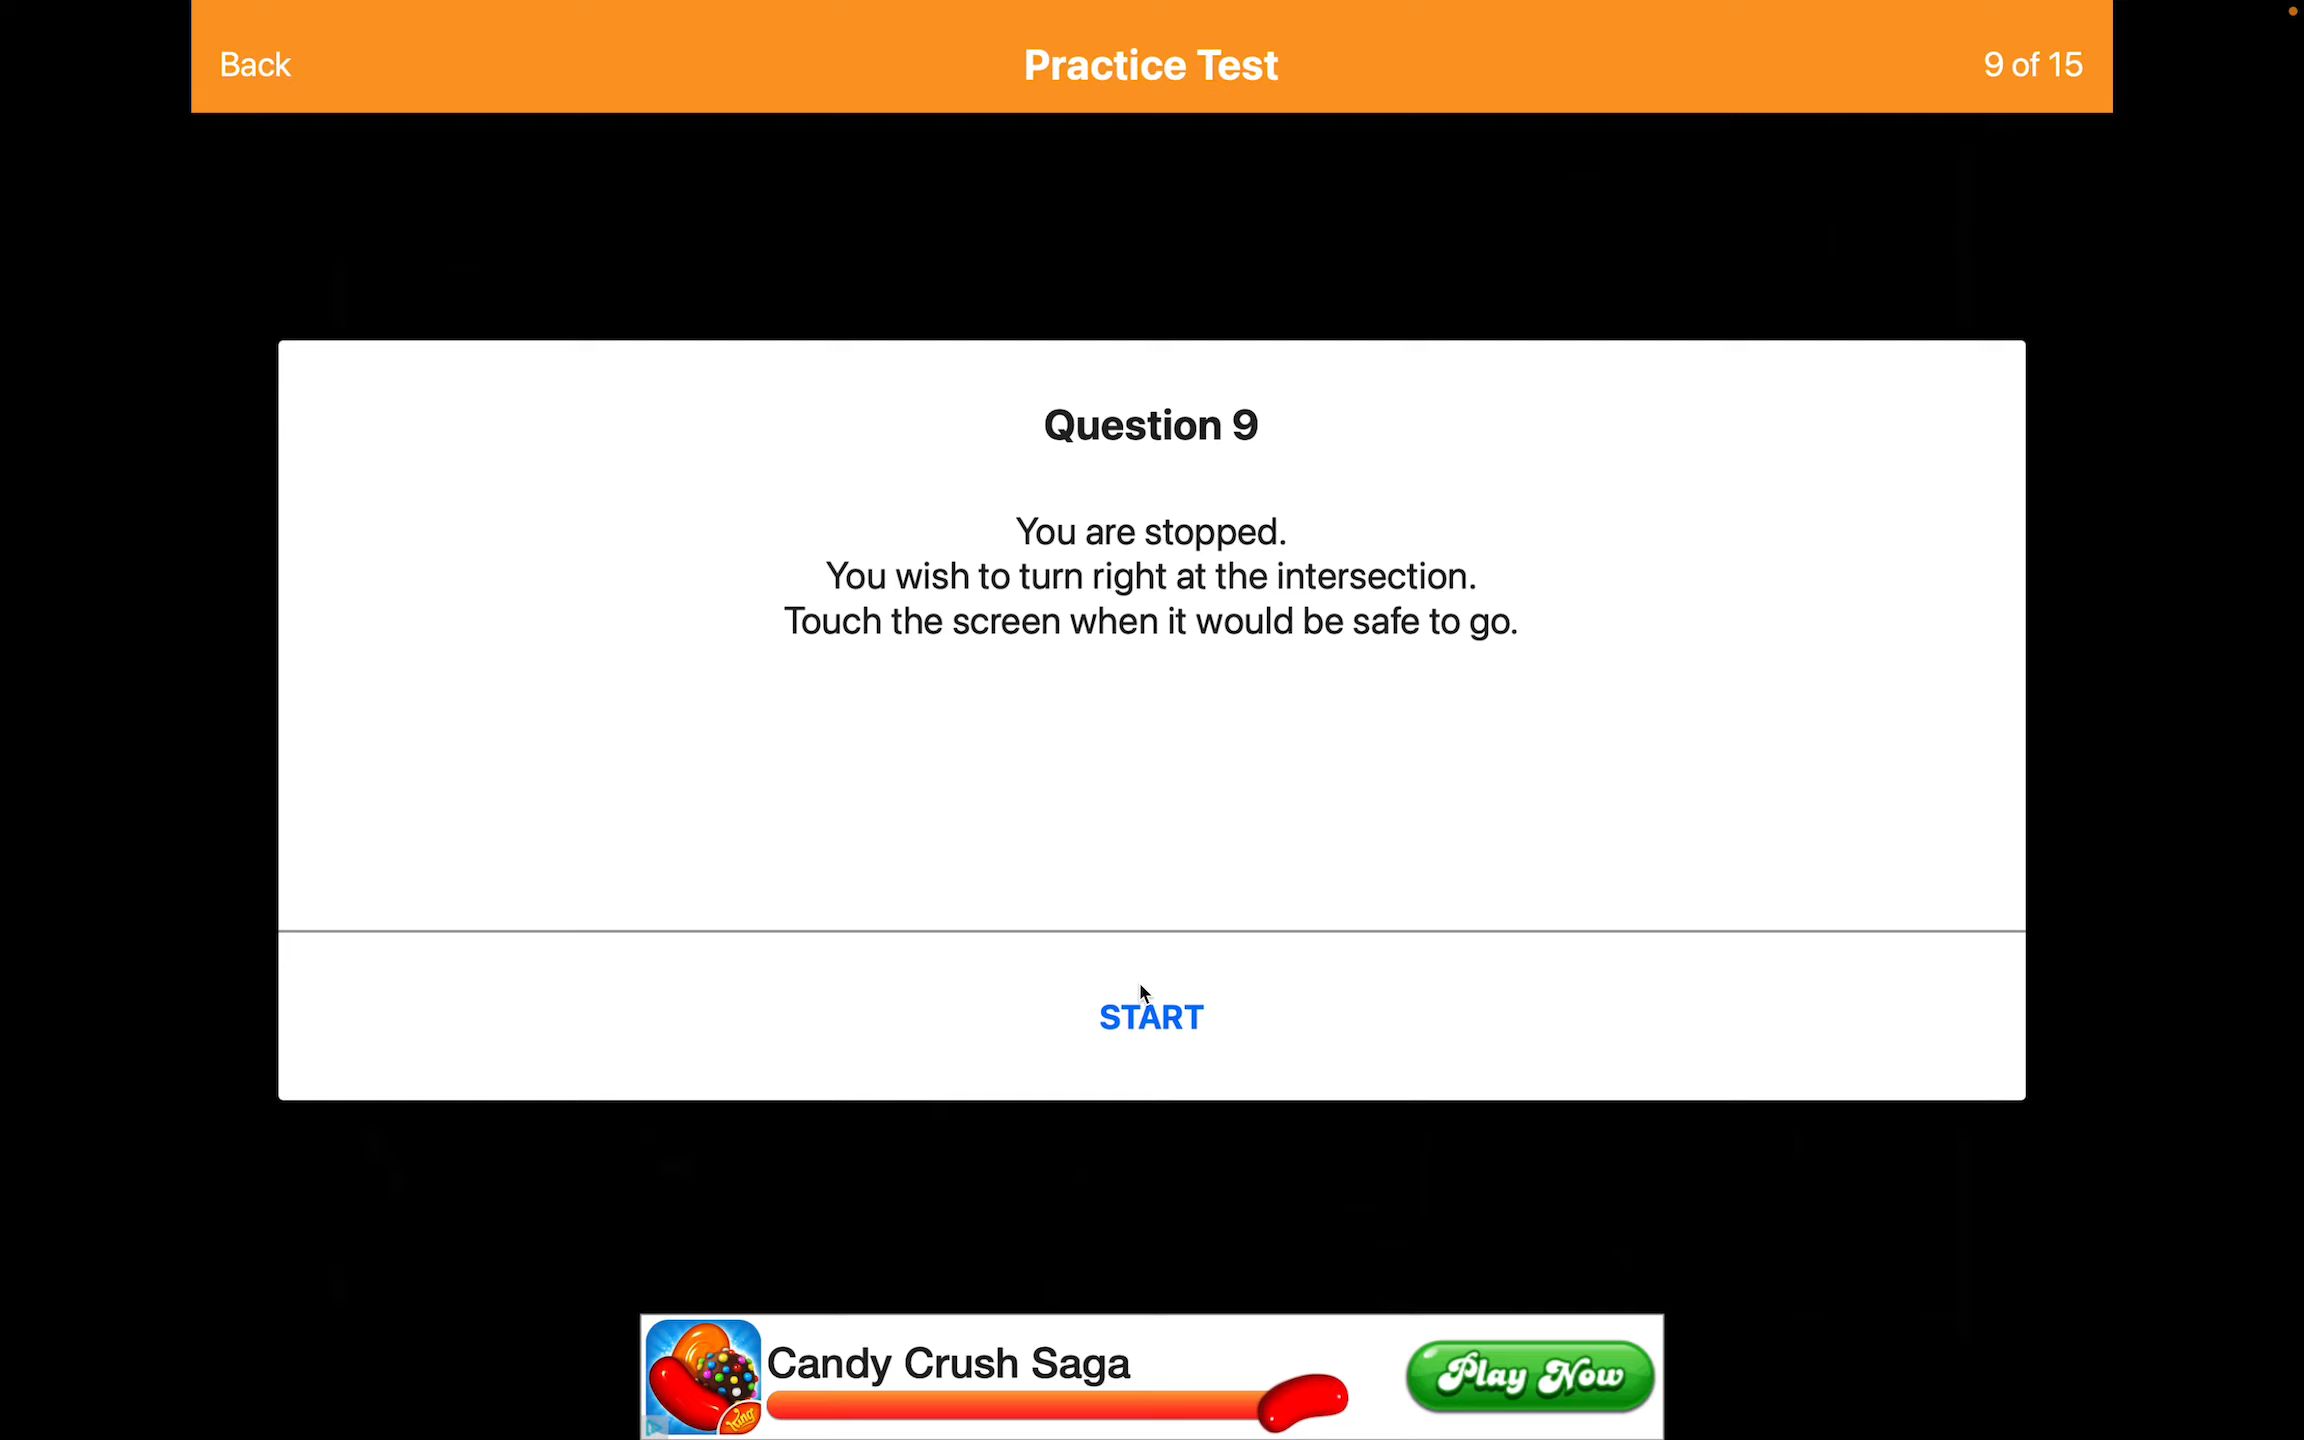 Back
Practice Test
9 of 15
Question 9
You are stopped.
You wish to turn right at the intersection.
Touch the screen when it would be safe to go.
START
Candy Crush Saga
Play Now
King